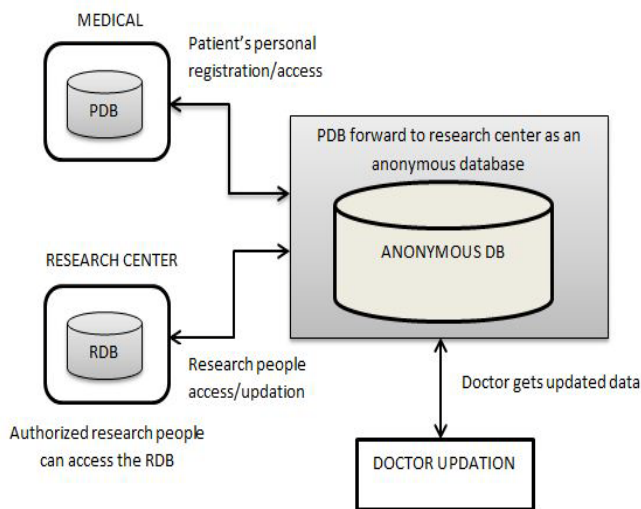 MEDICAL
PDB
Patient's personal
registration/access
PDB forward to research center as an
anonymous database
ANONYMOUS DB
RESEARCH CENTER
RDB
Research people
access/updation
Authorized research people
can access the RDB
Doctor gets updated data
DOCTOR UPDATION